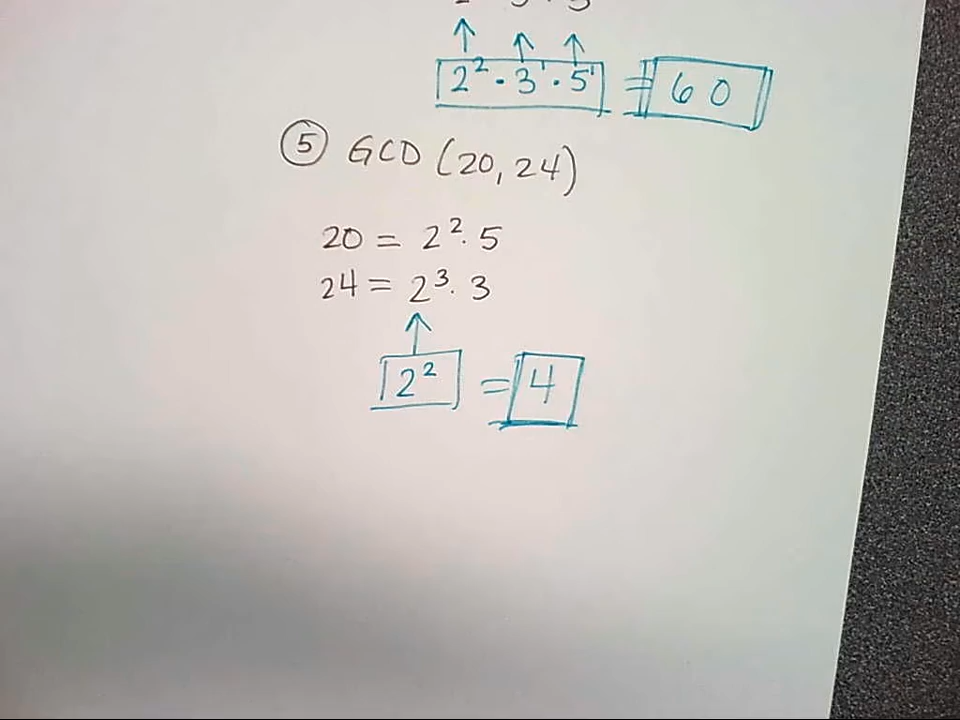 2² · 3¹ · 5¹ = 60
⑤ GCD (20, 24)
20 = 2² · 5
24 = 2³ · 3
2² = 4